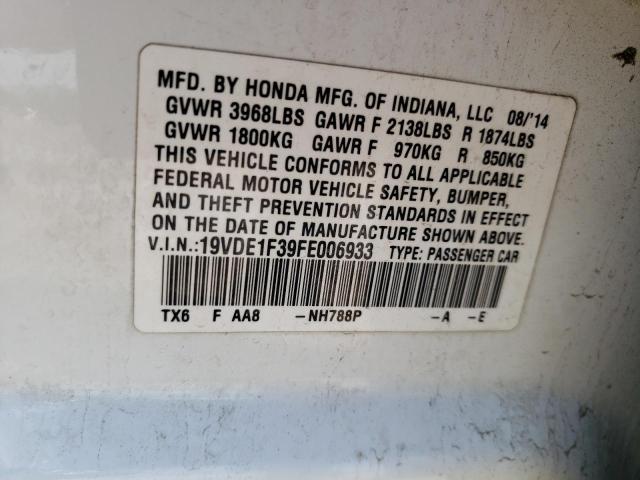 MFD. BY HONDA MFG. OF INDIANA, LLC 08/'14
GVWR 3968LBS GAWR F 2138LBS R 1874LBS
GVWR 1800KG GAWR F 970KG R 850KG
THIS VEHICLE CONFORMS TO ALL APPLICABLE
FEDERAL MOTOR VEHICLE SAFETY, BUMPER,
AND THEFT PREVENTION STANDARDS IN EFFECT
ON THE DATE OF MANUFACTURE SHOWN ABOVE.
V.I.N.:19VDE1F39FE006933 TYPE: PASSENGER CAR
TX6 F AA8 -NH788P -A -E